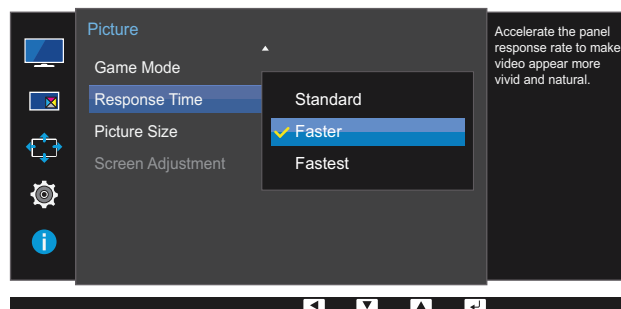 Picture
Game Mode
Response Time
Picture Size
Screen Adjustment
Standard
Faster
Fastest
Accelerate the panel
response rate to make
video appear more
vivid and natural.